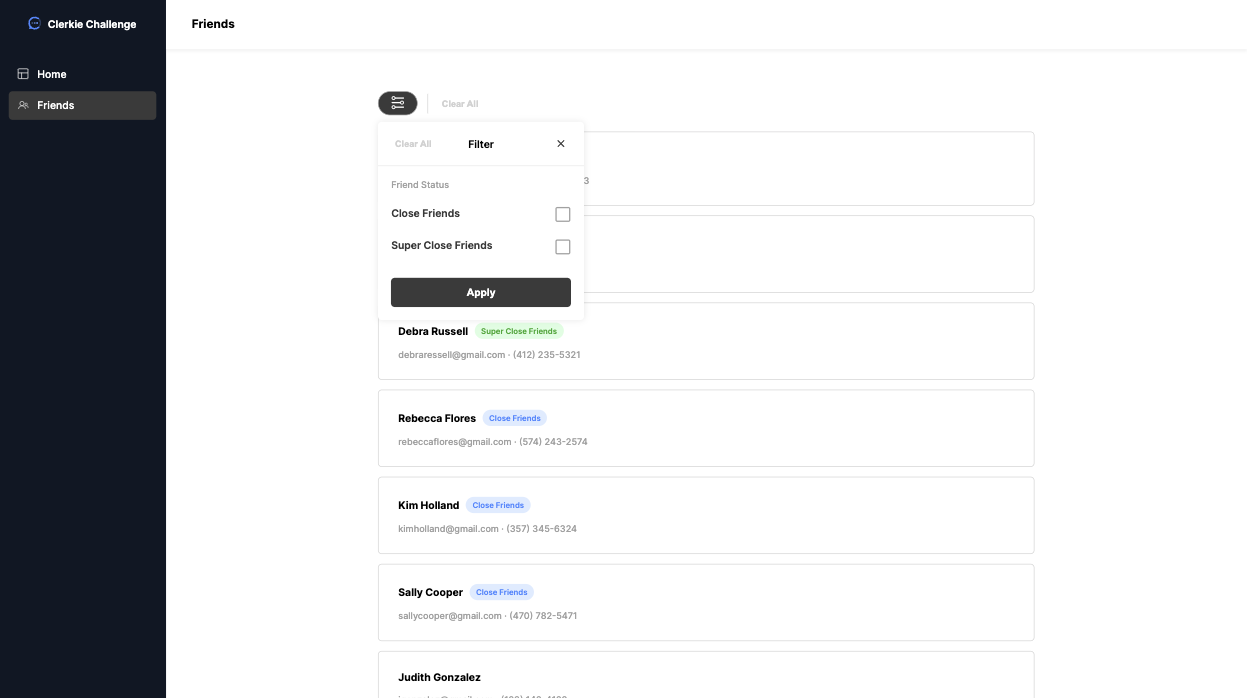 Clerkie Challenge
Friends
Home
Friends
Clear All
Clear All
Filter
Friend Status
3
Close Friends
Super Close Friends
Apply
Debra Russell
Super Close Friends
debraressell@gmail.com · (412) 235-5321
Rebecca Flores
Close Friends
rebeccaflores@gmail.com · (574) 243-2574
Kim Holland
Close Friends
kimholland@gmail.com · (357) 345-6324
Sally Cooper
Close Friends
sallycooper@gmail.com · (470) 782-5471
Judith Gonzalez